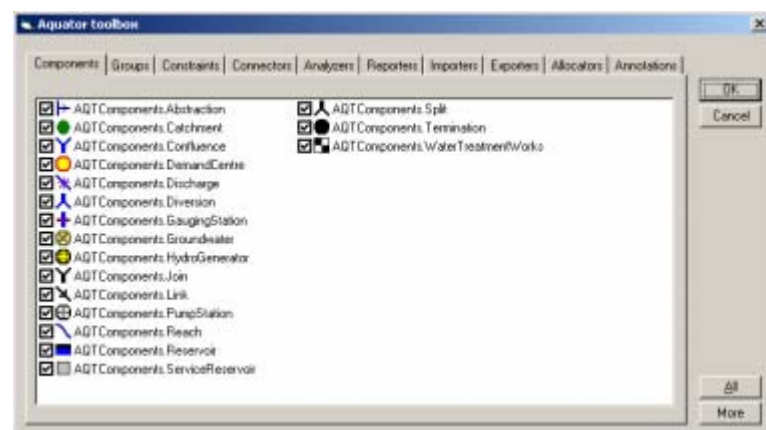 Aquator toolbox
Components Groups Constraints Connectors Analyzers Reporters Importers Exporters Allocators Annotations
AQTComponents.Abstraction
AQTComponents.Catchment
AQTComponents.Confluence
AQTComponents.DemandCentre
AQTComponents.Discharge
AQTComponents.Diversion
AQTComponents.GaugingStation
AQTComponents.Groundwater
AQTComponents.HydroGenerator
AQTComponents.Join
AQTComponents.Link
AQTComponents.PumpStation
AQTComponents.Reach
AQTComponents.Reservoir
AQTComponents.ServiceReservoir
AQTComponents.Split
AQTComponents.Termination
AQTComponents.WaterTreatmentWorks
OK
Cancel
All
More